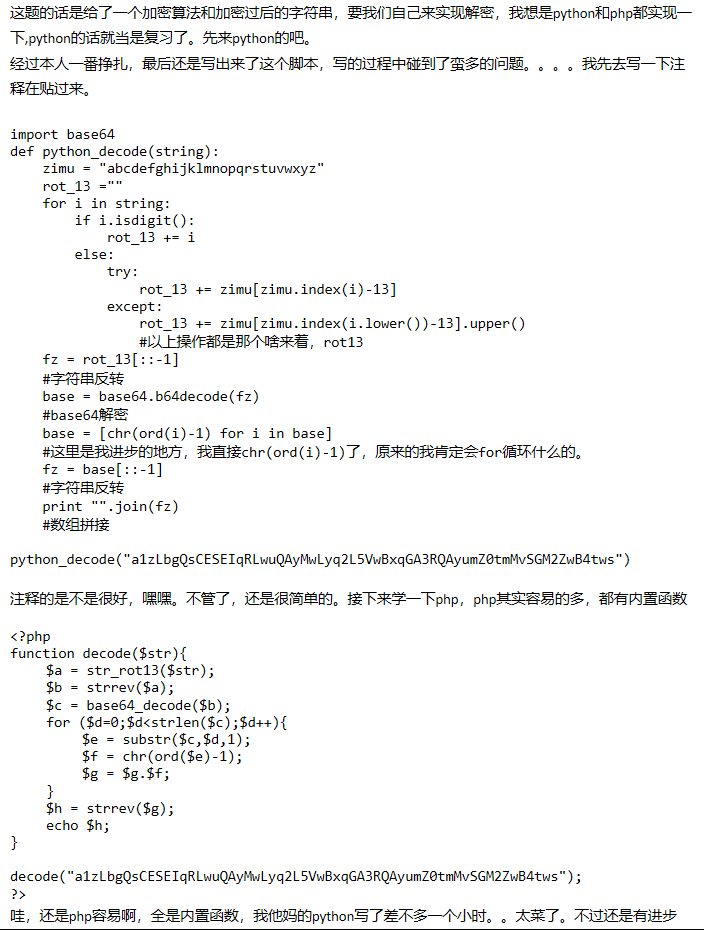 这题的话是给了一个加密算法和加密过后的字符串，要我们自己来实现解密，我想是python和php都实现一
下,python的话就当是复习了。先来python的吧。
经过本人一番挣扎，最后还是写出来了这个脚本，写的过程中碰到了蛮多的问题。。。。我先去写一下注
释在贴过来。
import base64
def python_decode(string):
    zimu = "abcdefghijklmnopqrstuvwxyz"
    rot_13 =""
    for i in string:
        if i.isdigit():
            rot_13 += i
        else:
            try:
                rot_13 += zimu[zimu.index(i)-13]
            except:
                rot_13 += zimu[zimu.index(i.lower())-13].upper()
                #以上操作都是那个啥来着，rot13
    fz = rot_13[::-1]
    #字符串反转
    base = base64.b64decode(fz)
    #base64解密
    base = [chr(ord(i)-1) for i in base]
    #这里是我进步的地方，我直接chr(ord(i)-1)了，原来的我肯定会for循环什么的。
    fz = base[::-1]
    #字符串反转
    print "".join(fz)
    #数组拼接
python_decode("a1zLbgQsCESEIqRLwuQAyMwLyq2L5VwBxqGA3RQAyumZ0tmMvSGM2ZwB4tws")
注释的是不是很好，嘿嘿。不管了，还是很简单的。接下来学一下php，php其实容易的多，都有内置函数
<?php
function decode($str){
    $a = str_rot13($str);
    $b = strrev($a);
    $c = base64_decode($b);
    for ($d=0;$d<strlen($c);$d++){
        $e = substr($c,$d,1);
        $f = chr(ord($e)-1);
        $g = $g.$f;
    }
    $h = strrev($g);
    echo $h;
}
decode("a1zLbgQsCESEIqRLwuQAyMwLyq2L5VwBxqGA3RQAyumZ0tmMvSGM2ZwB4tws");
?>
哇，还是php容易啊，全是内置函数，我他妈的python写了差不多一个小时。。太菜了。不过还是有进步